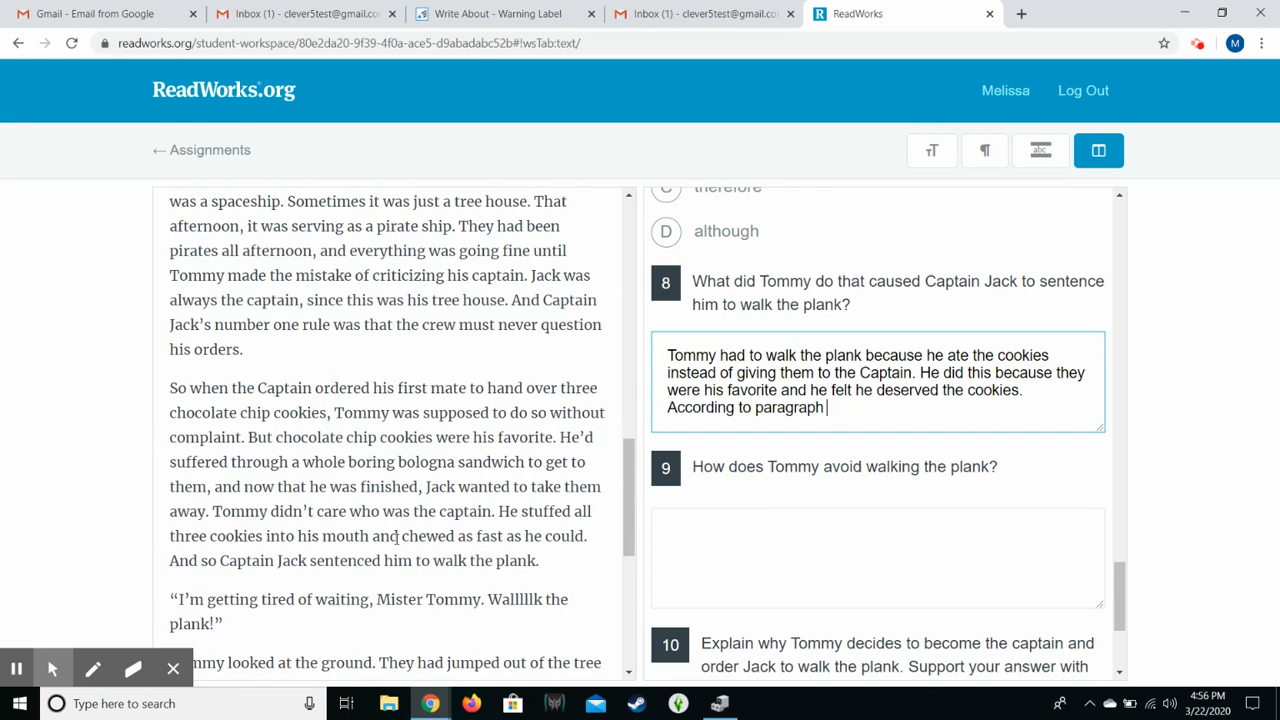 Gmail - Email from Google
Inbox (1) - clever5test@gmail.co
Write About - Warning Label
Inbox (1) - clever5test@gmail.co
ReadWorks
readworks.org/student-workspace/80e2da20-9f39-4f0a-ace5-d9abadabc52b#!wsTab:text/
M
ReadWorks.org
Melissa
Log Out
← Assignments
TT
¶
abc
was a spaceship. Sometimes it was just a tree house. That
afternoon, it was serving as a pirate ship. They had been
pirates all afternoon, and everything was going fine until
Tommy made the mistake of criticizing his captain. Jack was
always the captain, since this was his tree house. And Captain
Jack’s number one rule was that the crew must never question
his orders.
So when the Captain ordered his first mate to hand over three
chocolate chip cookies, Tommy was supposed to do so without
complaint. But chocolate chip cookies were his favorite. He’d
suffered through a whole boring bologna sandwich to get to
them, and now that he was finished, Jack wanted to take them
away. Tommy didn’t care who was the captain. He stuffed all
three cookies into his mouth and chewed as fast as he could.
And so Captain Jack sentenced him to walk the plank.
“I’m getting tired of waiting, Mister Tommy. Walllllk the
plank!”
mmy looked at the ground. They had jumped out of the tree
C therefore
D although
8 What did Tommy do that caused Captain Jack to sentence
him to walk the plank?
Tommy had to walk the plank because he ate the cookies
instead of giving them to the Captain. He did this because they
were his favorite and he felt he deserved the cookies.
According to paragraph
9 How does Tommy avoid walking the plank?
10 Explain why Tommy decides to become the captain and
order Jack to walk the plank. Support your answer with
Type here to search
4:56 PM
3/22/2020